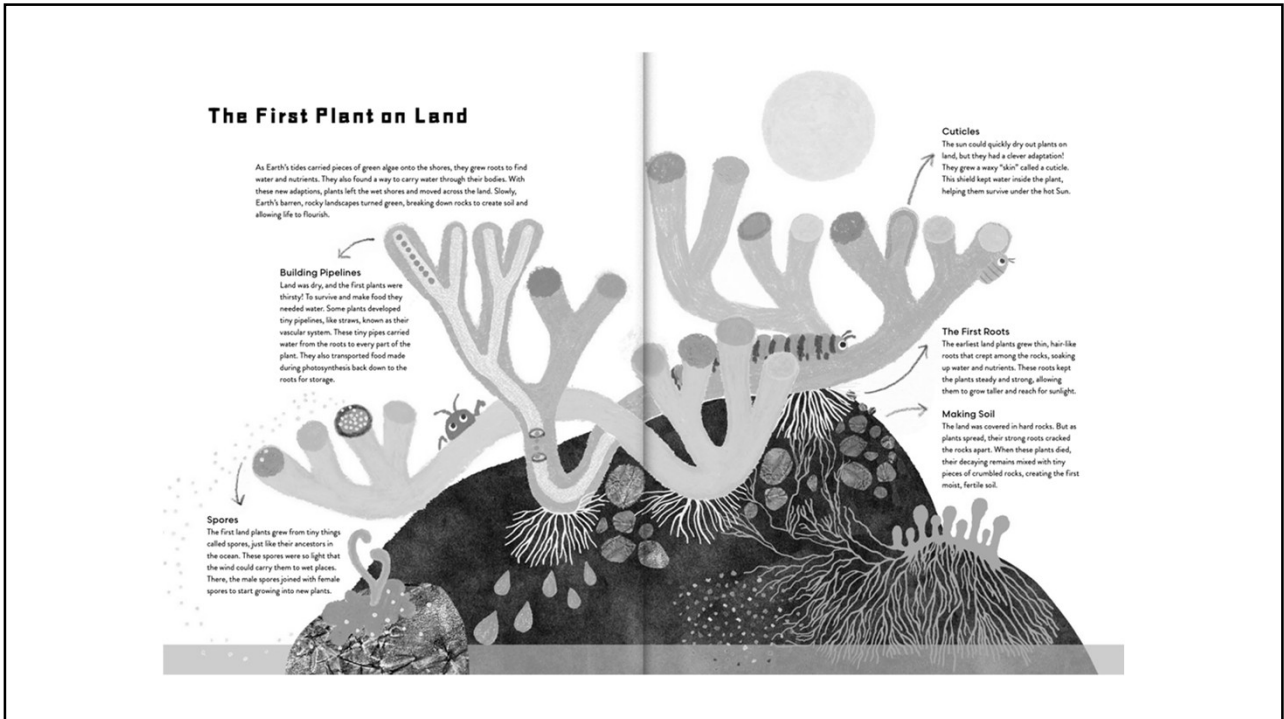 The First Plant on Land
As Earth's tides carried pieces of green algae onto the shores, they grew roots to find
water and nutrients. They also found a way to carry water through their bodies. With
these new adaptions, plants left the wet shores and moved across the land. Slowly,
Earth's barren, rocky landscapes turned green, breaking down rocks to create soil and
allowing life to flourish.
Building Pipelines
Land was dry, and the first plants were
thirsty! To survive and make food they
needed water. Some plants developed
tiny pipelines, like straws, known as their
vascular system. These tiny pipes carried
water from the roots to every part of the
plant. They also transported food made
during photosynthesis back down to the
roots for storage.
Spores
The first land plants grew from tiny things
called spores, just like their ancestors in
the ocean. These spores were so light that
the wind could carry them to wet places.
There, the male spores joined with female
spores to start growing into new plants.
Cuticles
The sun could quickly dry out plants on
land, but they had a clever adaptation!
They grew a waxy "skin" called a cuticle.
This shield kept water inside the plant,
helping them survive under the hot Sun.
The First Roots
The earliest land plants grew thin, hair-like
roots that crept among the rocks, soaking
up water and nutrients. These roots kept
the plants steady and strong, allowing
them to grow taller and reach for sunlight.
Making Soil
The land was covered in hard rocks. But as
plants spread, their strong roots cracked
the rocks apart. When these plants died,
their decaying remains mixed with tiny
pieces of crumbled rocks, creating the first
moist, fertile soil.